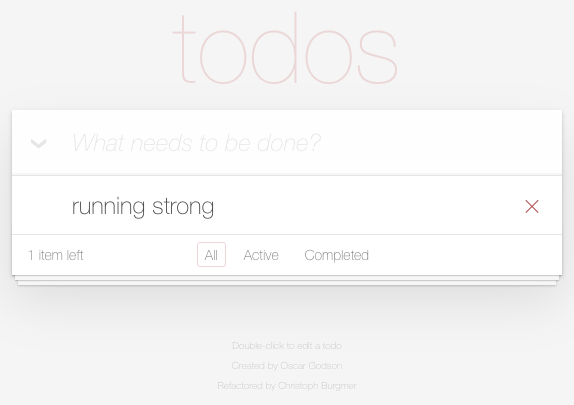 todos
What needs to be done?
running strong
1 item left All Active Completed
Double-click to edit a todo
Created by Oscar Godson
Refactored by Christoph Burgmer